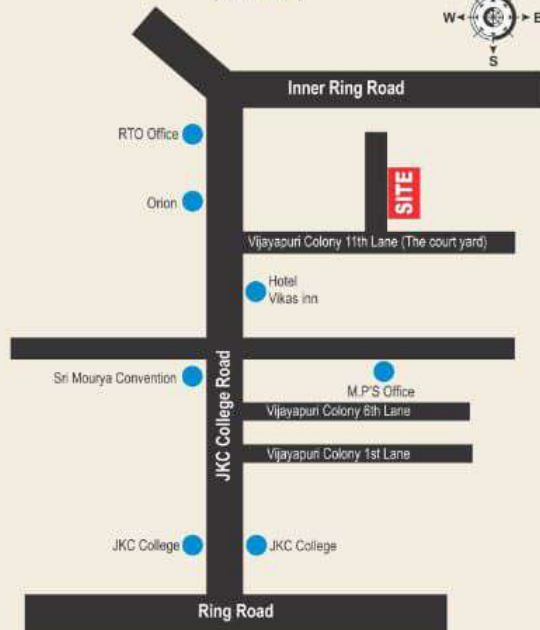 W
E
S
Inner Ring Road
RTO Office
SITE
Orion
Vijayapuri Colony 11th Lane (The court yard)
Hotel
Vikas inn
JKC College Road
Sri Mourya Convention
M.P'S Office
Vijayapuri Colony 6th Lane
Vijayapuri Colony 1st Lane
JKC College
JKC College
Ring Road